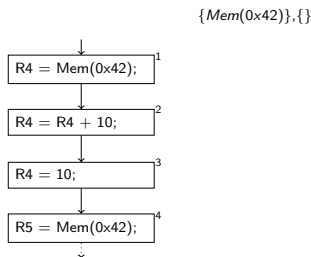 {Mem(0x42)},{}
R4 = Mem(0x42);
1
R4 = R4 + 10;
2
R4 = 10;
3
R5 = Mem(0x42);
4